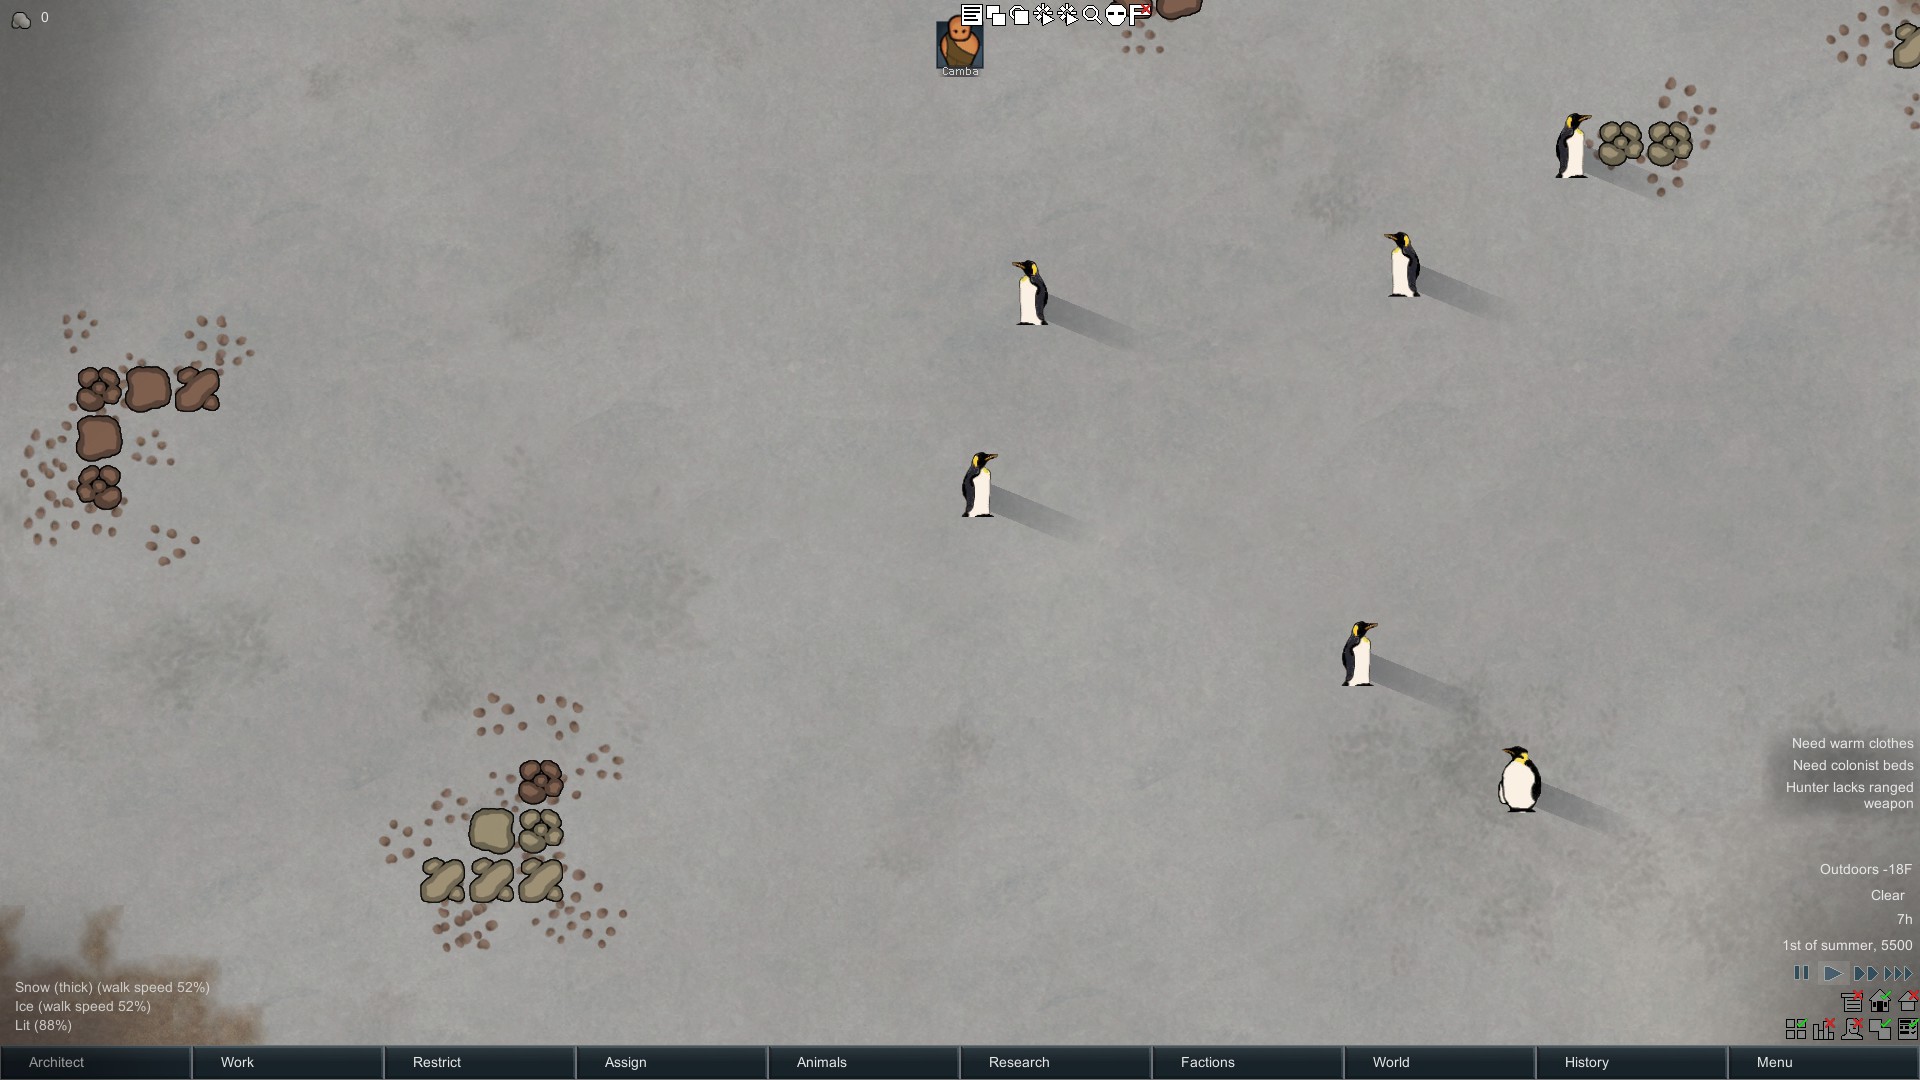 0
Camba
Need warm clothes
Need colonist beds
Hunter lacks ranged
weapon
Outdoors -18F
Clear
7h
1st of summer, 5500
Snow (thick) (walk speed 52%)
Ice (walk speed 52%)
Lit (88%)
Architect
Work
Restrict
Assign
Animals
Research
Factions
World
History
Menu